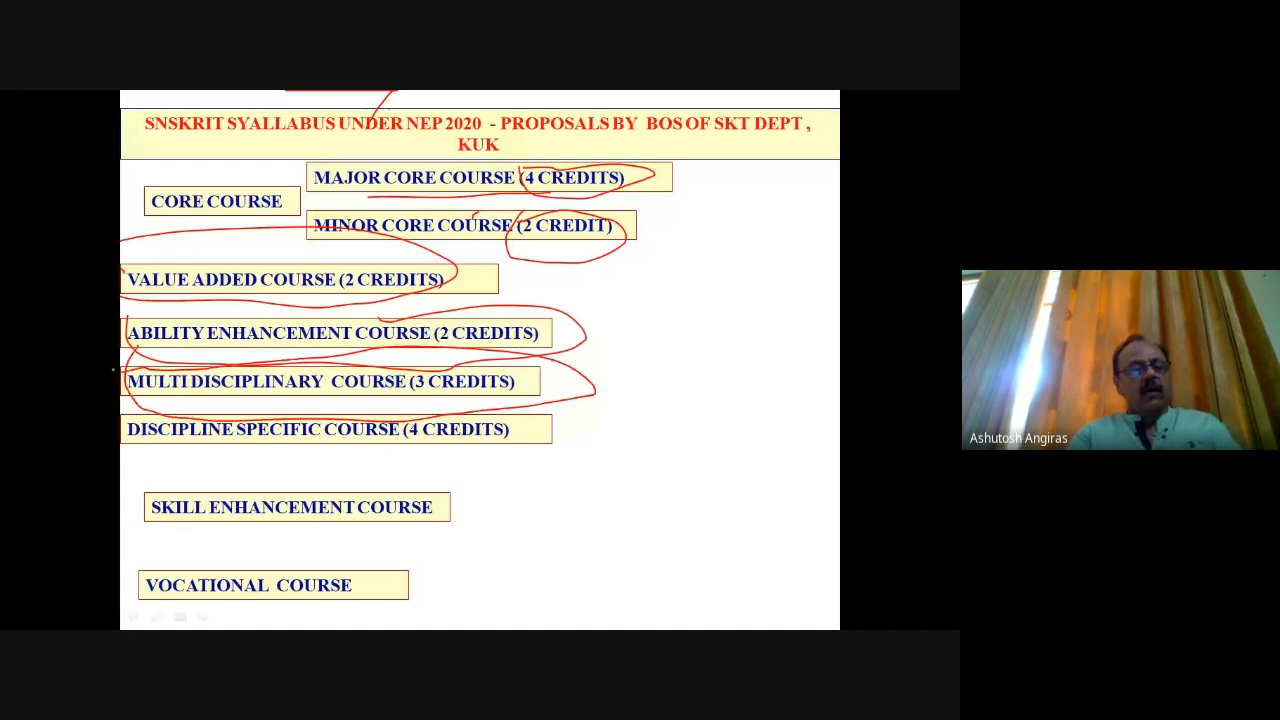 SNSKRIT SYALLABUS UNDER NEP 2020 - PROPOSALS BY BOS OF SKT DEPT ,
KUK
MAJOR CORE COURSE (4 CREDITS)
CORE COURSE
MINOR CORE COURSE (2 CREDIT)
VALUE ADDED COURSE (2 CREDITS)
ABILITY ENHANCEMENT COURSE (2 CREDITS)
MULTI DISCIPLINARY COURSE (3 CREDITS)
DISCIPLINE SPECIFIC COURSE (4 CREDITS)
SKILL ENHANCEMENT COURSE
VOCATIONAL COURSE
Ashutosh Angiras